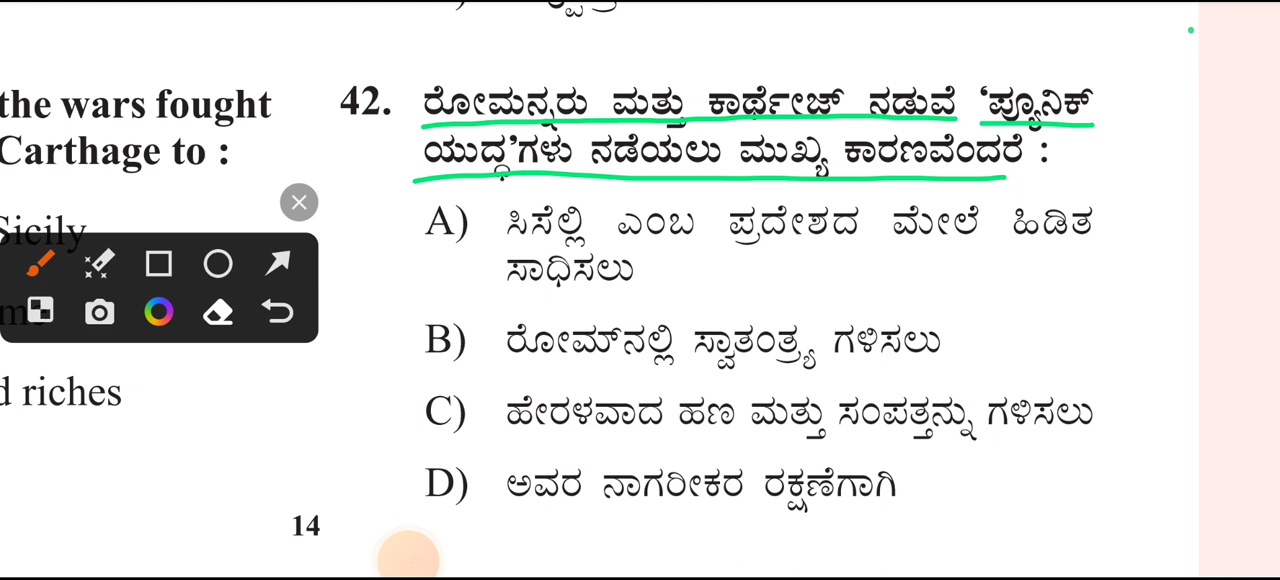 the wars fought
Carthage to :
Sicily
d riches
42. ರೋಮನ್ನರು ಮತ್ತು ಕಾರ್ಥೇಜ್ ನಡುವೆ ‘ಪ್ಯೂನಿಕ್
ಯುದ್ಧ’ಗಳು ನಡೆಯಲು ಮುಖ್ಯ ಕಾರಣವೆಂದರೆ :
A) ಸಿಸೆಲ್ಲಿ ಎಂಬ ಪ್ರದೇಶದ ಮೇಲೆ ಹಿಡಿತ
ಸಾಧಿಸಲು
B) ರೋಮ್‌ನಲ್ಲಿ ಸ್ವಾತಂತ್ರ್ಯ ಗಳಿಸಲು
C) ಹೇರಳವಾದ ಹಣ ಮತ್ತು ಸಂಪತ್ತನ್ನು ಗಳಿಸಲು
D) ಅವರ ನಾಗರೀಕರ ರಕ್ಷಣೆಗಾಗಿ
14